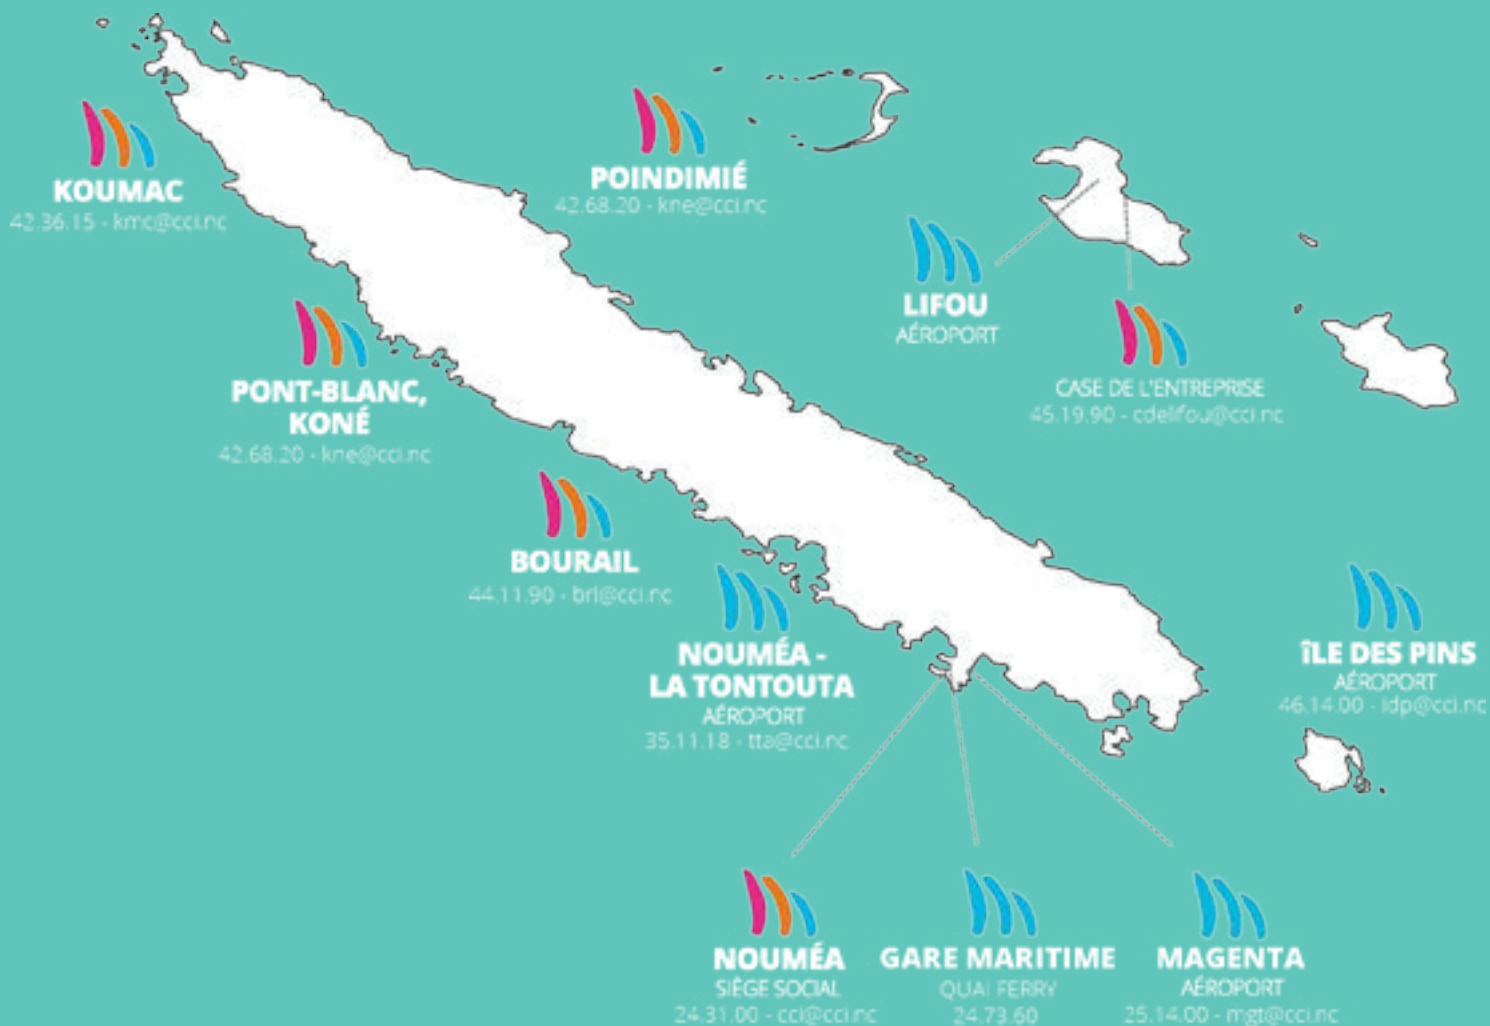 KOUMAC
42.36.15 - kmc@cci.nc
POINDIMIÉ
42.68.20 - kne@cci.nc
LIFOU
AÉROPORT
CASE DE L'ENTREPRISE
45.19.90 - cdelifou@cci.nc
PONT-BLANC,
KONÉ
42.68.20 - kne@cci.nc
BOURAIL
44.11.90 - brl@cci.nc
NOUMÉA -
LA TONTOUTA
AÉROPORT
35.11.18 - tta@cci.nc
ÎLE DES PINS
AÉROPORT
46.14.00 - idp@cci.nc
NOUMÉA
SIÈGE SOCIAL
24.31.00 - cci@cci.nc
GARE MARITIME
QUAI FERRY
24.73.60
MAGENTA
AÉROPORT
25.14.00 - mgt@cci.nc